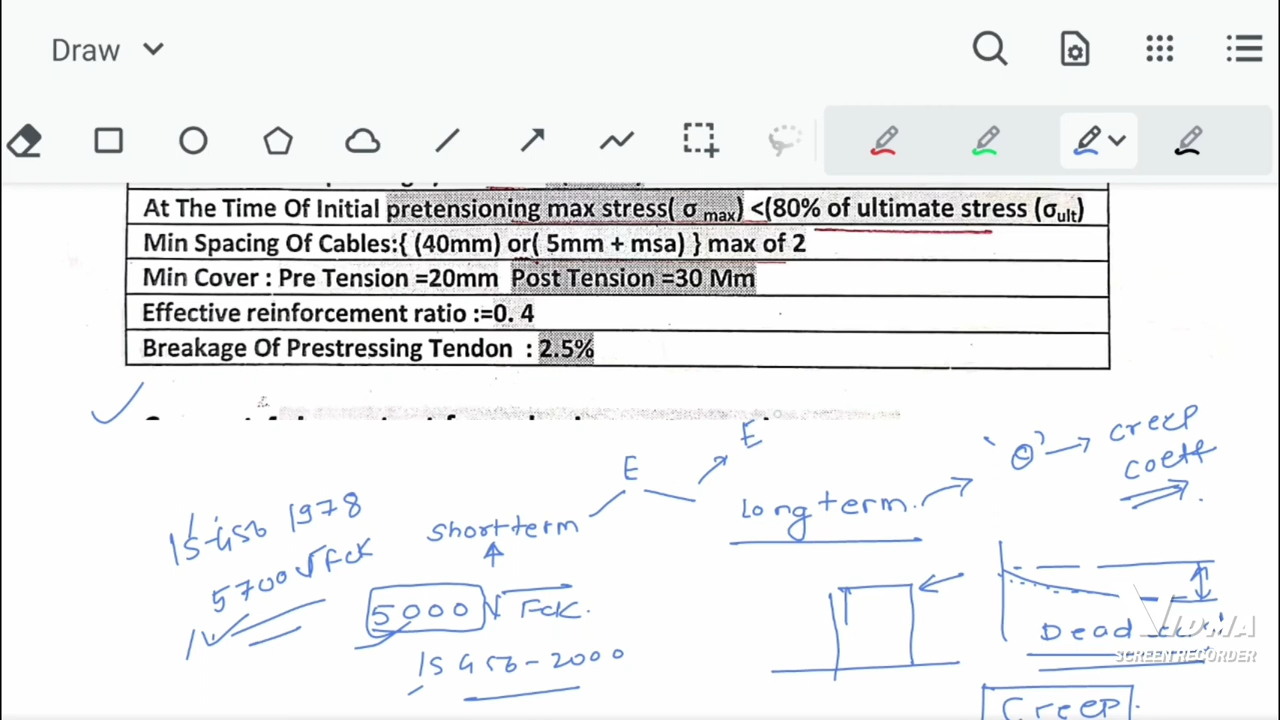 Draw
At The Time Of Initial pretensioning max stress( σ max) <(80% of ultimate stress (σult)
Min Spacing Of Cables:{ (40mm) or( 5mm + msa) } max of 2
Min Cover : Pre Tension =20mm Post Tension =30 Mm
Effective reinforcement ratio :=0. 4
Breakage Of Prestressing Tendon : 2.5%
E
E
'θ' → creep
coeff
IS-456 1978
5700√Fck
short term
Long term.
5000 √Fck.
IS 456-2000
Dead
VIDMA
SCREEN RECORDER
Creep.